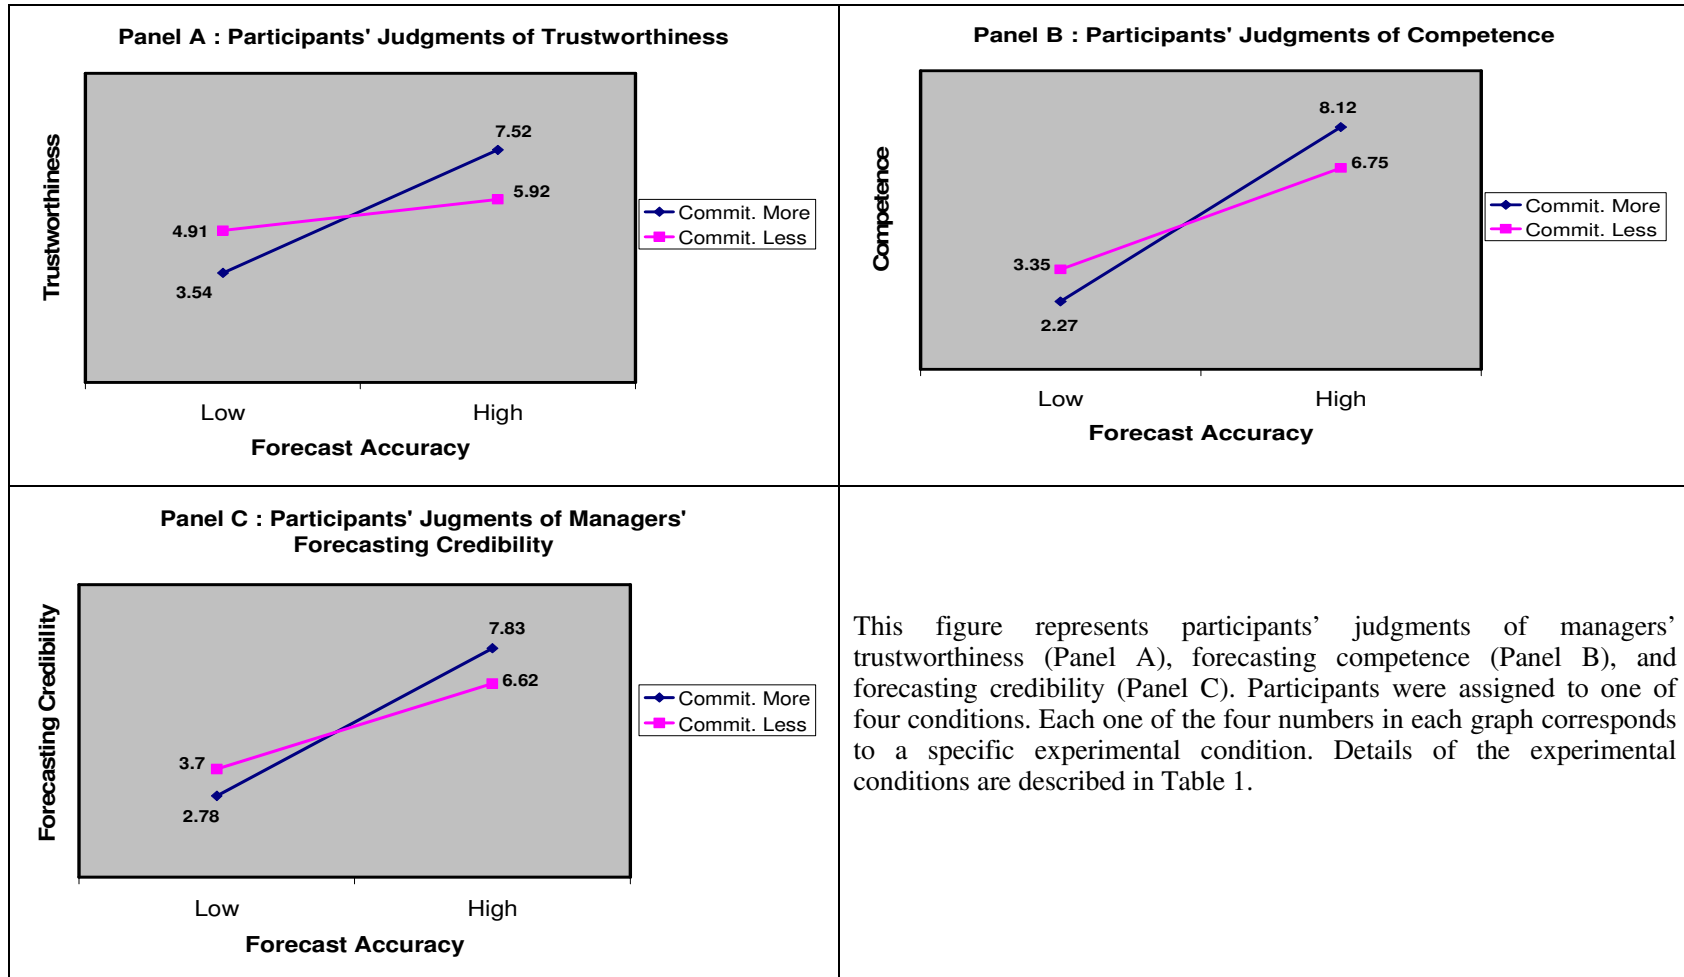 Panel A : Participants' Judgments of Trustworthiness
Trustworthiness
7.52
5.92
4.91
3.54
Commit. More
Commit. Less
Low
High
Forecast Accuracy
Panel B : Participants' Judgments of Competence
Competence
8.12
6.75
3.35
2.27
Commit. More
Commit. Less
Low
High
Forecast Accuracy
Panel C : Participants' Jugments of Managers'
Forecasting Credibility
Forecasting Credibility
7.83
6.62
3.7
2.78
Commit. More
Commit. Less
Low
High
Forecast Accuracy
This figure represents participants’ judgments of managers’
trustworthiness (Panel A), forecasting competence (Panel B), and
forecasting credibility (Panel C). Participants were assigned to one of
four conditions. Each one of the four numbers in each graph corresponds
to a specific experimental condition. Details of the experimental
conditions are described in Table 1.